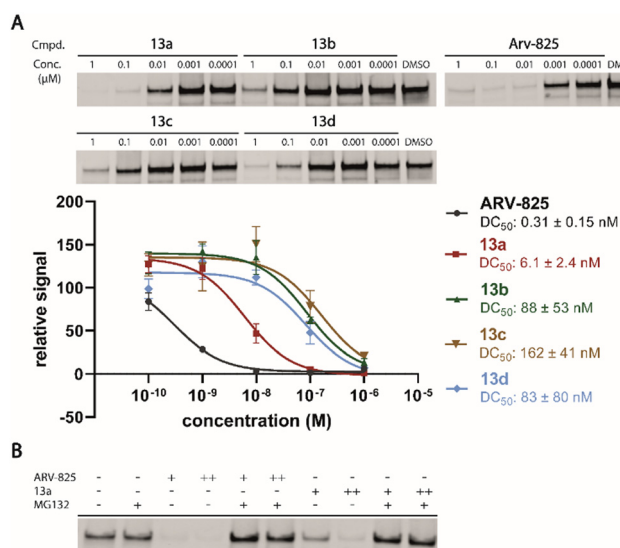 A
Cmpd. 13a 13b Arv-825
Conc. (μM) 1 0.1 0.01 0.001 0.0001 1 0.1 0.01 0.001 0.0001 DMSO 1 0.1 0.01 0.001 0.0001 DMSO
13c 13d
1 0.1 0.01 0.001 0.0001 1 0.1 0.01 0.001 0.0001 DMSO
200
150
100
50
0
-50
relative signal
10⁻¹⁰ 10⁻⁹ 10⁻⁸ 10⁻⁷ 10⁻⁶ 10⁻⁵
concentration (M)
ARV-825
DC₅₀: 0.31 ± 0.15 nM
13a
DC₅₀: 6.1 ± 2.4 nM
13b
DC₅₀: 88 ± 53 nM
13c
DC₅₀: 162 ± 41 nM
13d
DC₅₀: 83 ± 80 nM
B
ARV-825 - - + ++ + ++ - - - -
13a - - - - - - + ++ + ++
MG132 - + - - + + - - + +